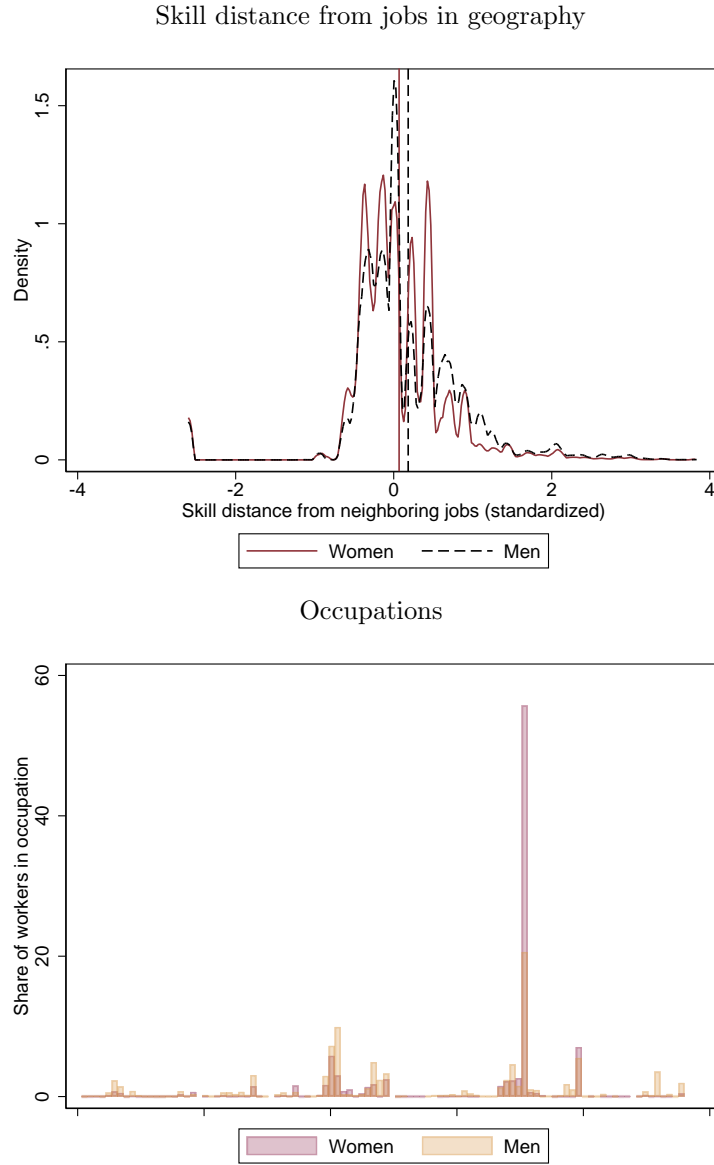 Skill distance from jobs in geography
Density
1.5
1
.5
0
-4
-2
0
2
4
Skill distance from neighboring jobs (standardized)
Women
Men
Occupations
Share of workers in occupation
60
40
20
0
Women
Men